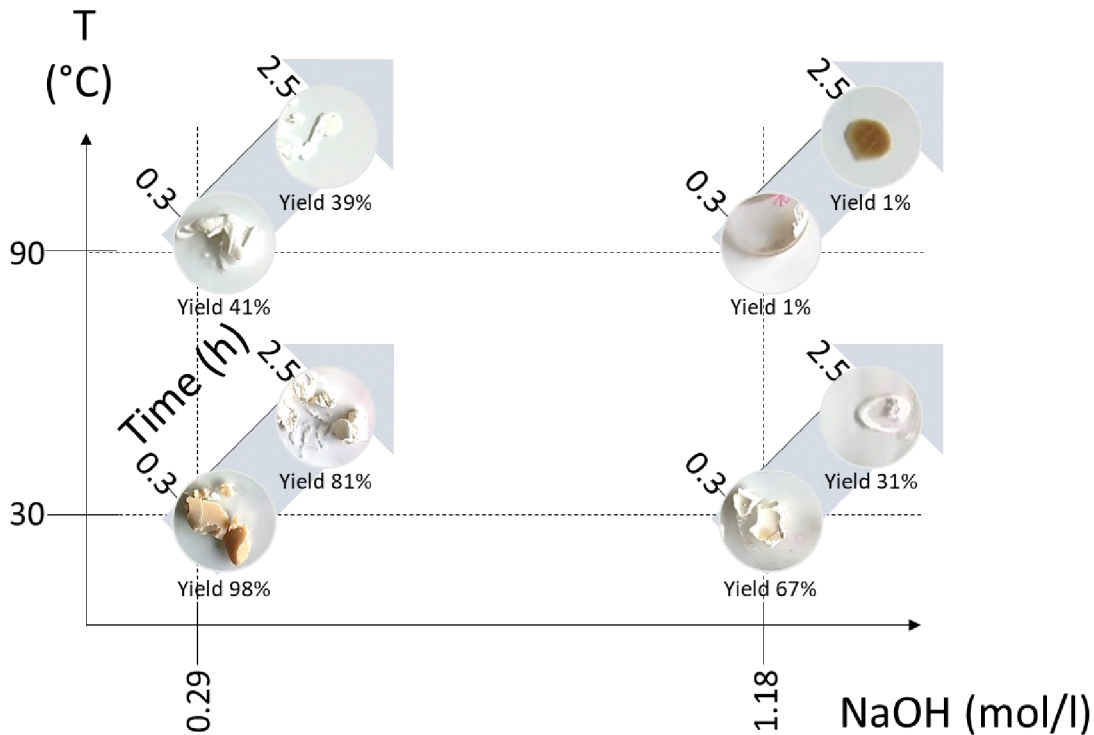 T
(°C)
2.5
2.5
0.3
0.3
Yield 39%
Yield 1%
90
Yield 41%
Yield 1%
Time (h)
2.5
2.5
0.3
0.3
Yield 81%
Yield 31%
30
Yield 98%
Yield 67%
0.29
1.18
NaOH (mol/l)